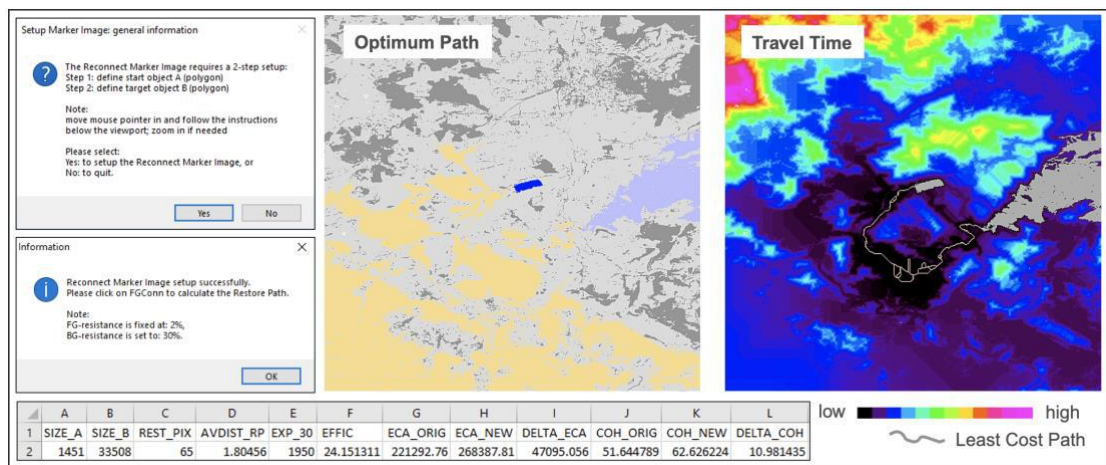 Setup Marker Image: general information
The Reconnect Marker Image requires a 2-step setup:
Step 1: define start object A (polygon)
Step 2: define target object B (polygon)
Note:
move mouse pointer in and follow the instructions
below the viewport; zoom in if needed
Please select:
Yes: to setup the Reconnect Marker Image, or
No: to quit.
Yes No
Information
Reconnect Marker Image setup successfully.
Please click on FGConn to calculate the Restore Path.
Note:
FG-resistance is fixed at: 2%,
BG-resistance is set to: 30%.
OK
Optimum Path
Travel Time
A B C D E F G H I J K L
1 SIZE_A SIZE_B REST_PIX AVDIST_RP EXP_30 EFFIC ECA_ORIG ECA_NEW DELTA_ECA COH_ORIG COH_NEW DELTA_COH
2 1451 33508 65 1.80456 1950 24.151311 221292.76 268387.81 47095.056 51.644789 62.626224 10.981435
low high
Least Cost Path